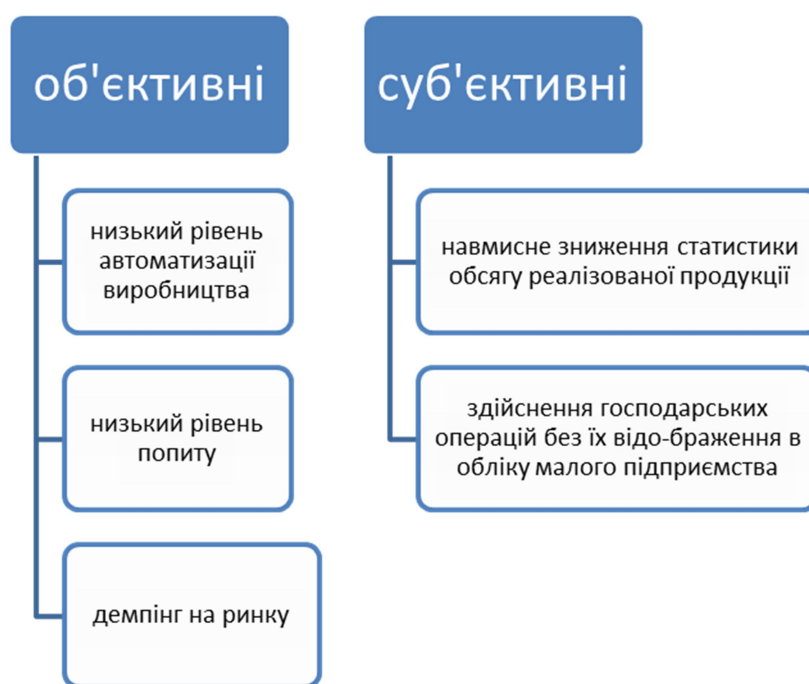 об'єктивні
низький рівень
автоматизації
виробництва
низький рівень
попиту
демпінг на ринку
суб'єктивні
навмисне зниження статистики
обсягу реалізованої продукції
здійснення господарських
операцій без їх відо-браження в
обліку малого підприємства